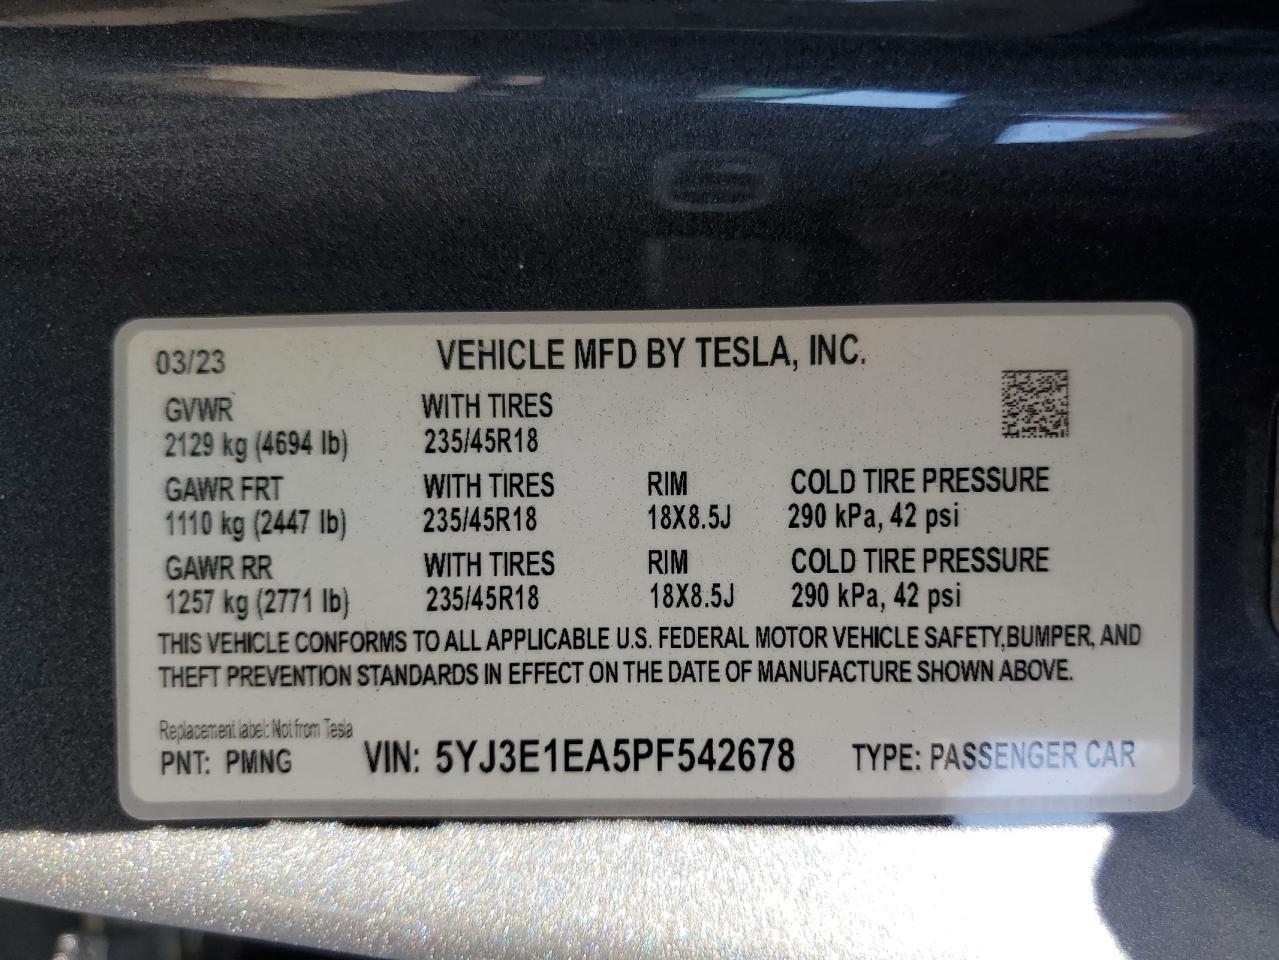 03/23 VEHICLE MFD BY TESLA, INC.
GVWR WITH TIRES
2129 kg (4694 lb) 235/45R18
GAWR FRT WITH TIRES RIM COLD TIRE PRESSURE
1110 kg (2447 lb) 235/45R18 18X8.5J 290 kPa, 42 psi
GAWR RR WITH TIRES RIM COLD TIRE PRESSURE
1257 kg (2771 lb) 235/45R18 18X8.5J 290 kPa, 42 psi
THIS VEHICLE CONFORMS TO ALL APPLICABLE U.S. FEDERAL MOTOR VEHICLE SAFETY,BUMPER, AND
THEFT PREVENTION STANDARDS IN EFFECT ON THE DATE OF MANUFACTURE SHOWN ABOVE.
Replacement label: Not from Tesla
PNT: PMNG VIN: 5YJ3E1EA5PF542678 TYPE: PASSENGER CAR